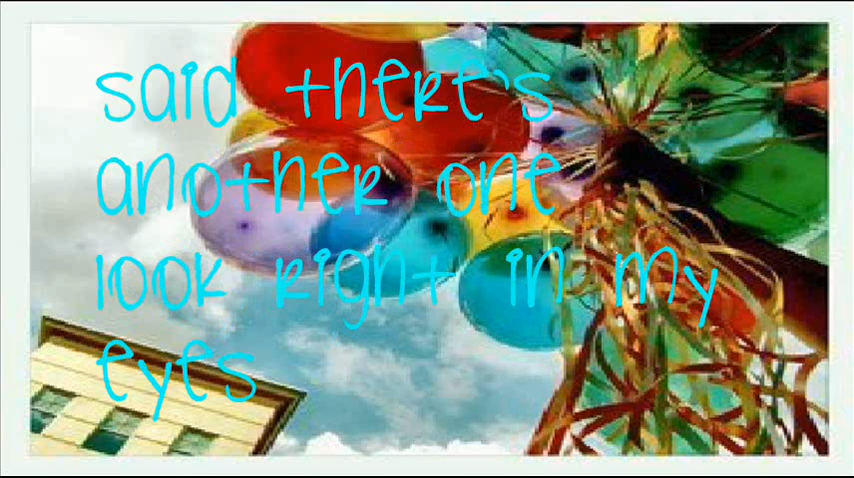 said there's
another one
look right in my
eyes